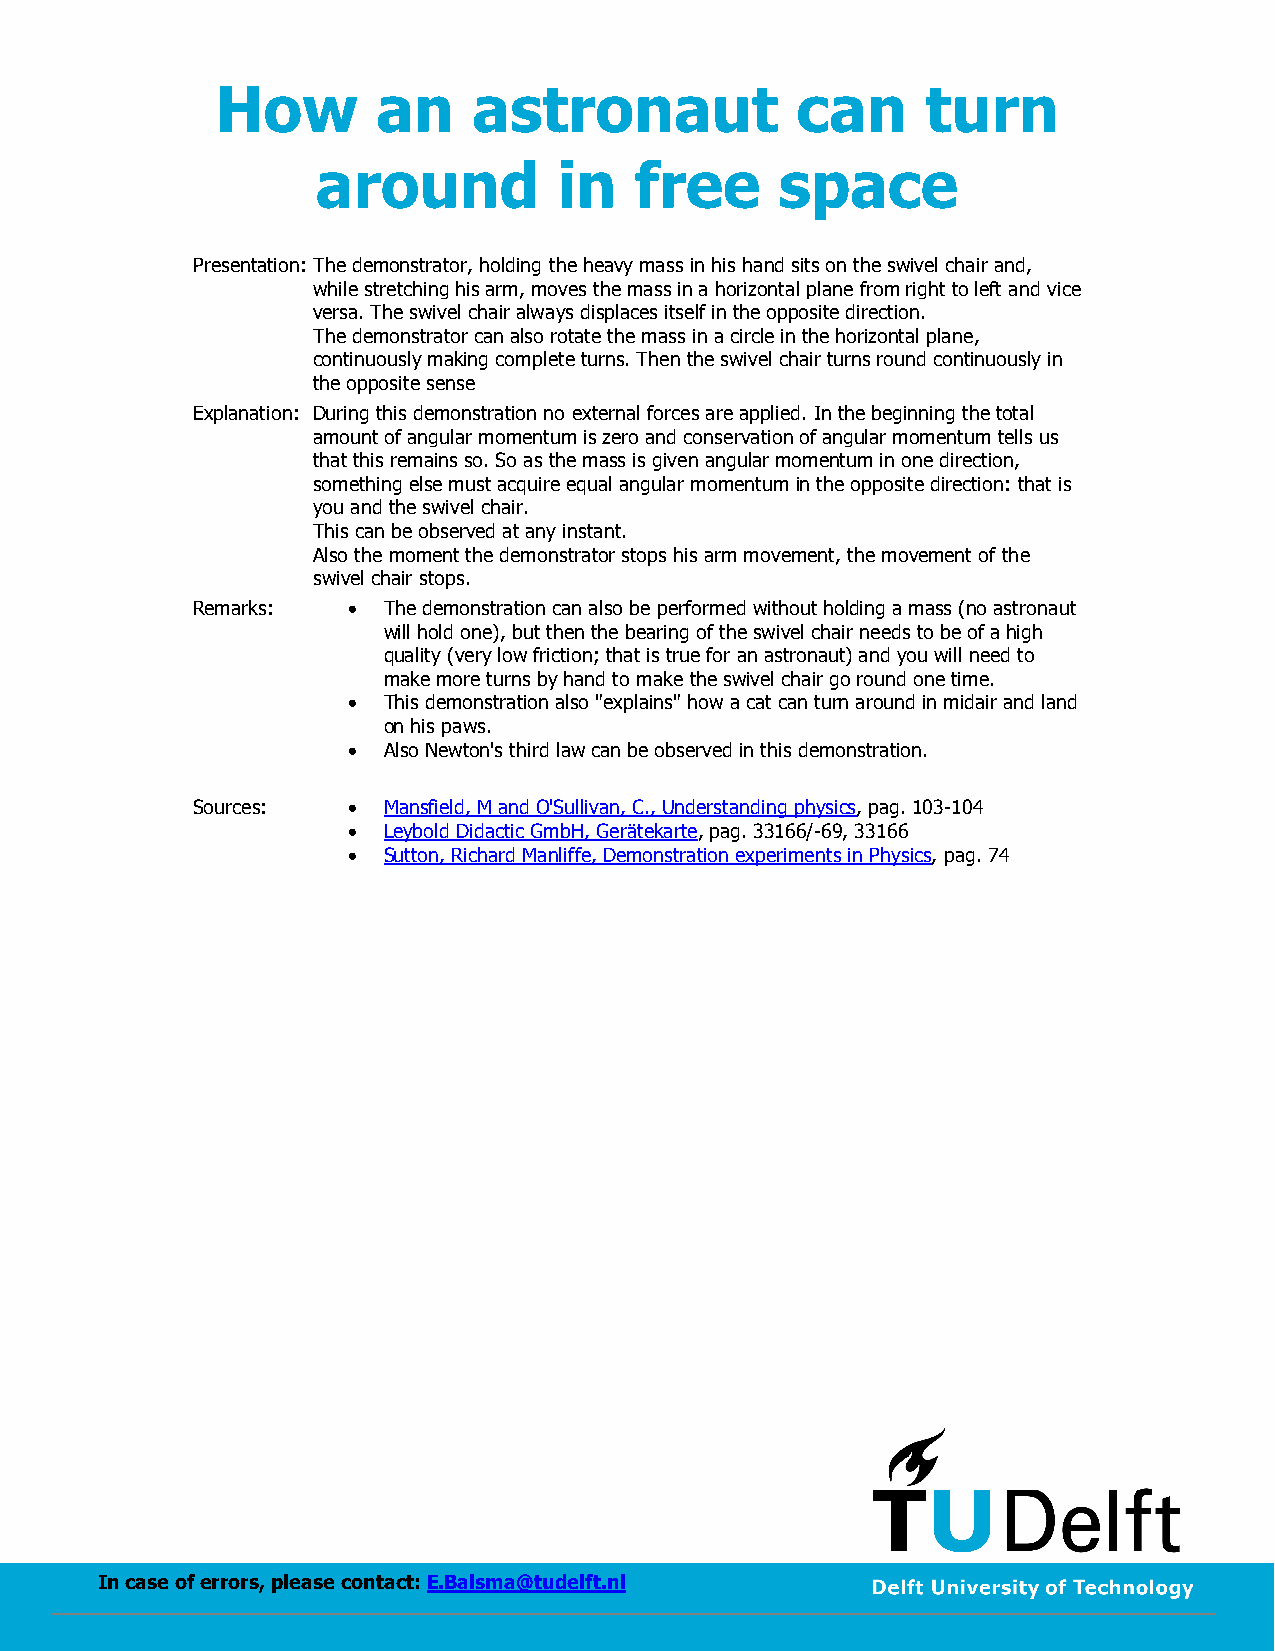 How an astronaut can turn
around in free space
Presentation: The demonstrator, holding the heavy mass in his hand sits on the swivel chair and,
while stretching his arm, moves the mass in a horizontal plane from right to left and vice
versa. The swivel chair always displaces itself in the opposite direction.
The demonstrator can also rotate the mass in a circle in the horizontal plane,
continuously making complete turns. Then the swivel chair turns round continuously in
the opposite sense
Explanation: During this demonstration no external forces are applied. In the beginning the total
amount of angular momentum is zero and conservation of angular momentum tells us
that this remains so. So as the mass is given angular momentum in one direction,
something else must acquire equal angular momentum in the opposite direction: that is
you and the swivel chair.
This can be observed at any instant.
Also the moment the demonstrator stops his arm movement, the movement of the
swivel chair stops.
Remarks: • The demonstration can also be performed without holding a mass (no astronaut
will hold one), but then the bearing of the swivel chair needs to be of a high
quality (very low friction; that is true for an astronaut) and you will need to
make more turns by hand to make the swivel chair go round one time.
• This demonstration also "explains" how a cat can turn around in midair and land
on his paws.
• Also Newton's third law can be observed in this demonstration.
Sources: • Mansfield, M and O'Sullivan, C., Understanding physics, pag. 103-104
• Leybold Didactic GmbH, Gerätekarte, pag. 33166/-69, 33166
• Sutton, Richard Manliffe, Demonstration experiments in Physics, pag. 74
TUDelft
In case of errors, please contact: E.Balsma@tudelft.nl
Delft University of Technology